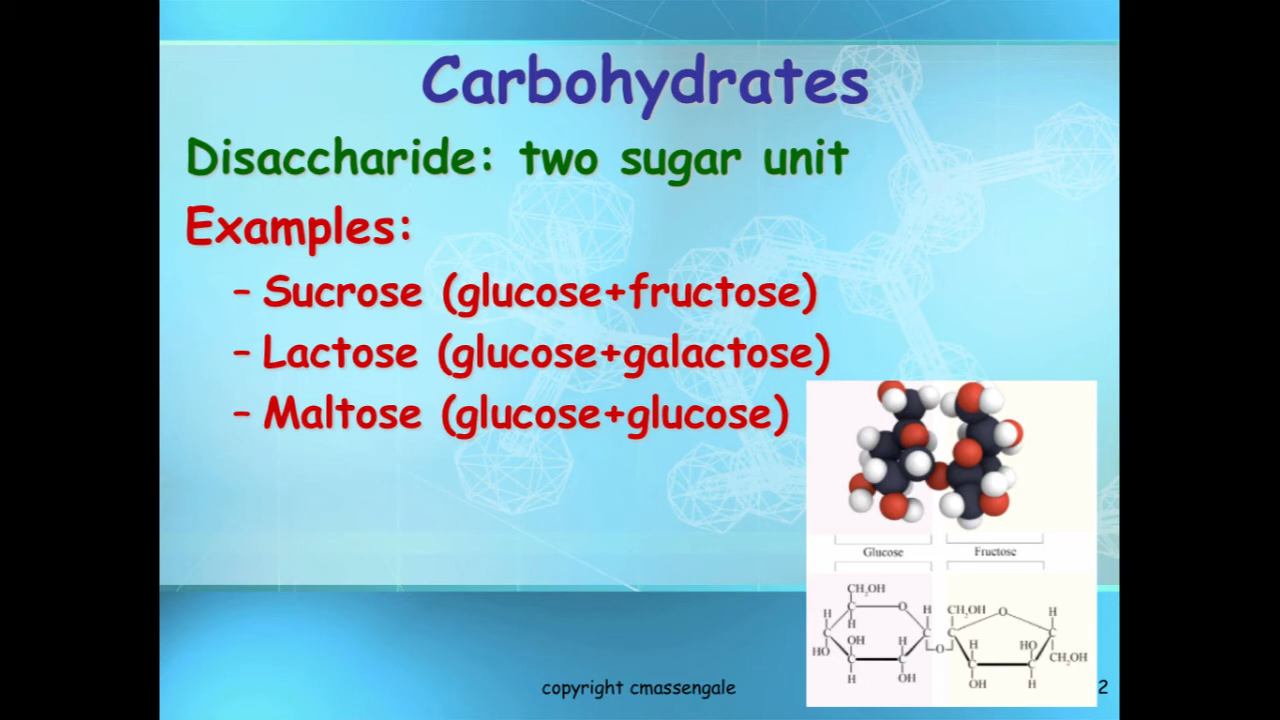 Carbohydrates
Disaccharide: two sugar unit
Examples:
– Sucrose (glucose+fructose)
– Lactose (glucose+galactose)
– Maltose (glucose+glucose)
Glucose Fructose
CH₂OH
C O H CH₂OH O H
H H
C C C C
OH H H HO
HO O CH₂OH
C C C C
H OH OH H
copyright cmassengale 2